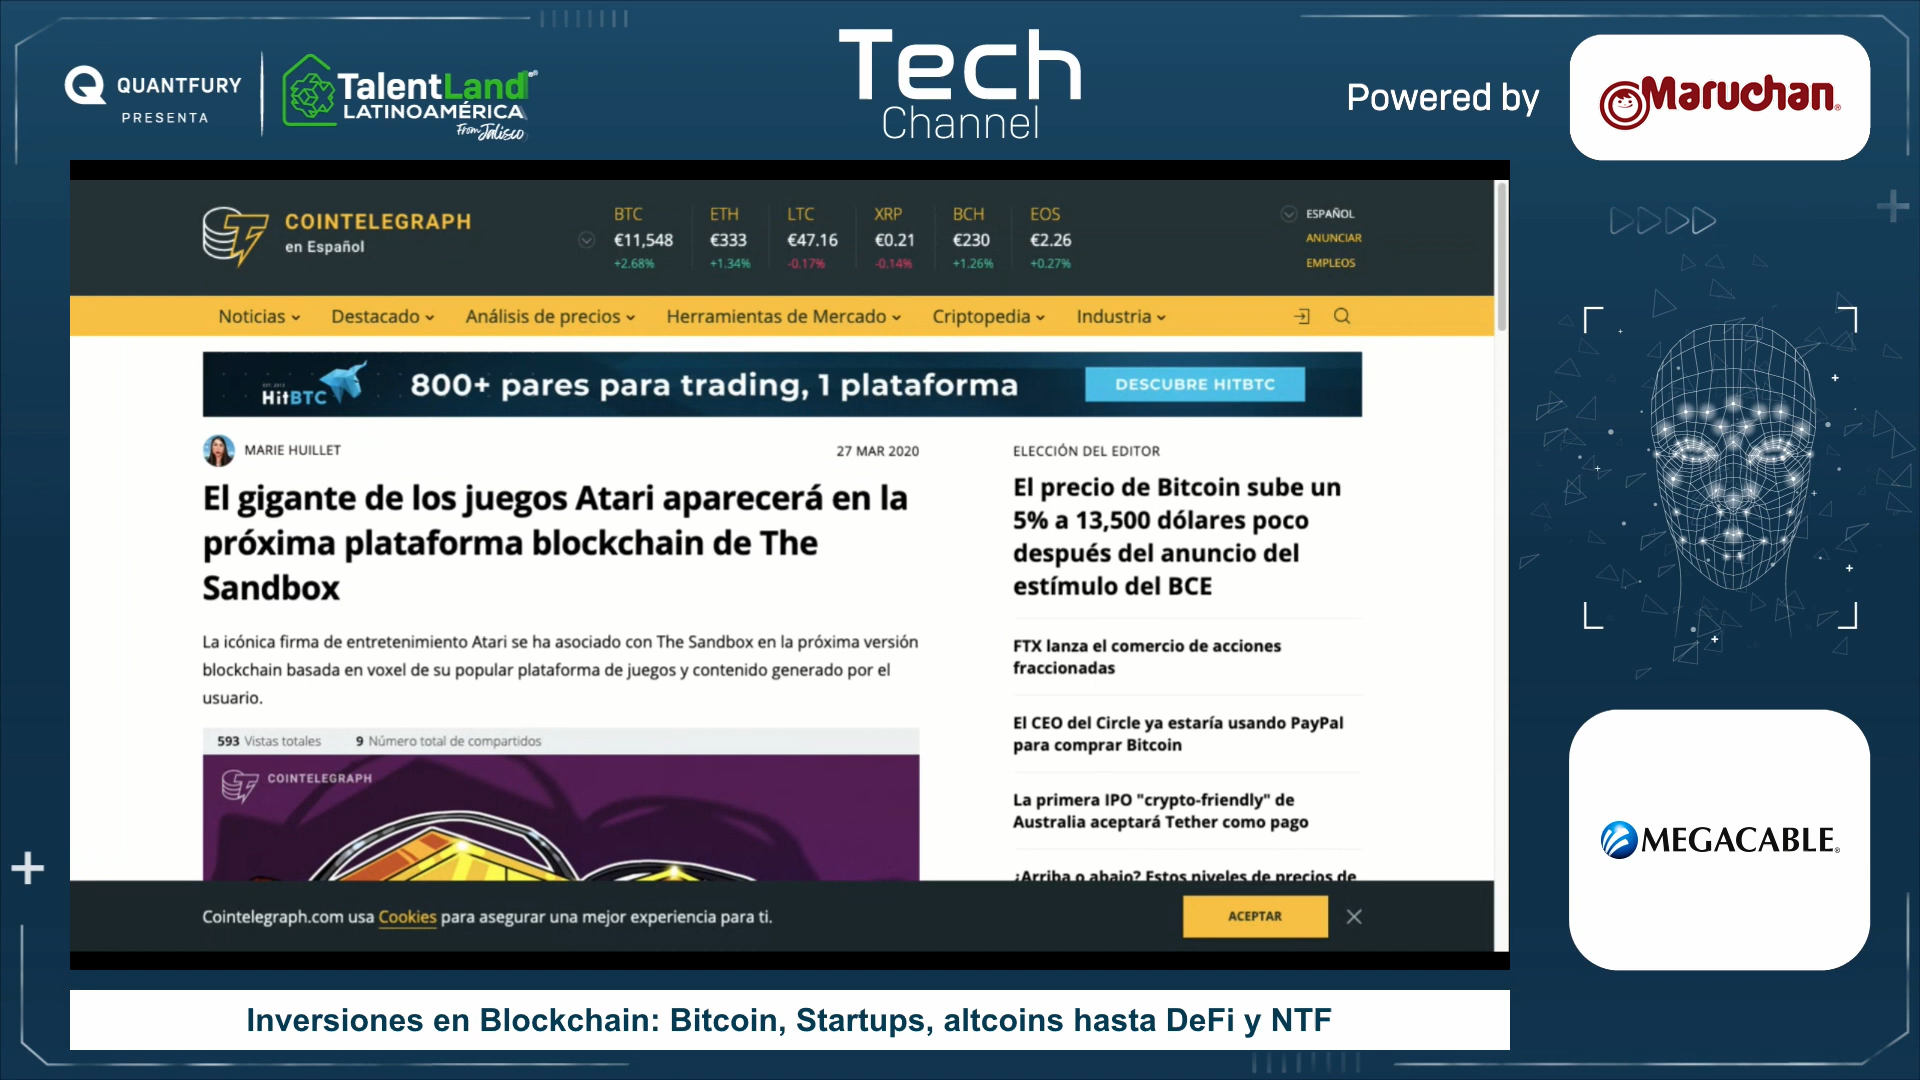 QUANTFURY
PRESENTA
TalentLand
LATINOAMÉRICA
From Jalisco
Tech
Channel
Powered by
Maruchan
COINTELEGRAPH
en Español
BTC
€11,548
+2.68%
ETH
€333
+1.34%
LTC
€47.16
-0.17%
XRP
€0.21
-0.14%
BCH
€230
+1.26%
EOS
€2.26
+0.27%
ESPAÑOL
ANUNCIAR
EMPLEOS
Noticias
Destacado
Análisis de precios
Herramientas de Mercado
Criptopedia
Industria
HitBTC
800+ pares para trading, 1 plataforma
DESCUBRE HITBTC
MARIE HUILLET
27 MAR 2020
El gigante de los juegos Atari aparecerá en la
próxima plataforma blockchain de The
Sandbox
La icónica firma de entretenimiento Atari se ha asociado con The Sandbox en la próxima versión
blockchain basada en voxel de su popular plataforma de juegos y contenido generado por el
usuario.
593 Vistas totales
9 Número total de compartidos
COINTELEGRAPH
ELECCIÓN DEL EDITOR
El precio de Bitcoin sube un
5% a 13,500 dólares poco
después del anuncio del
estímulo del BCE
FTX lanza el comercio de acciones
fraccionadas
El CEO del Circle ya estaría usando PayPal
para comprar Bitcoin
La primera IPO "crypto-friendly" de
Australia aceptará Tether como pago
¿Arriba o abajo? Estos niveles de precios de
Cointelegraph.com usa Cookies para asegurar una mejor experiencia para ti.
ACEPTAR
MEGACABLE
Inversiones en Blockchain: Bitcoin, Startups, altcoins hasta DeFi y NTF